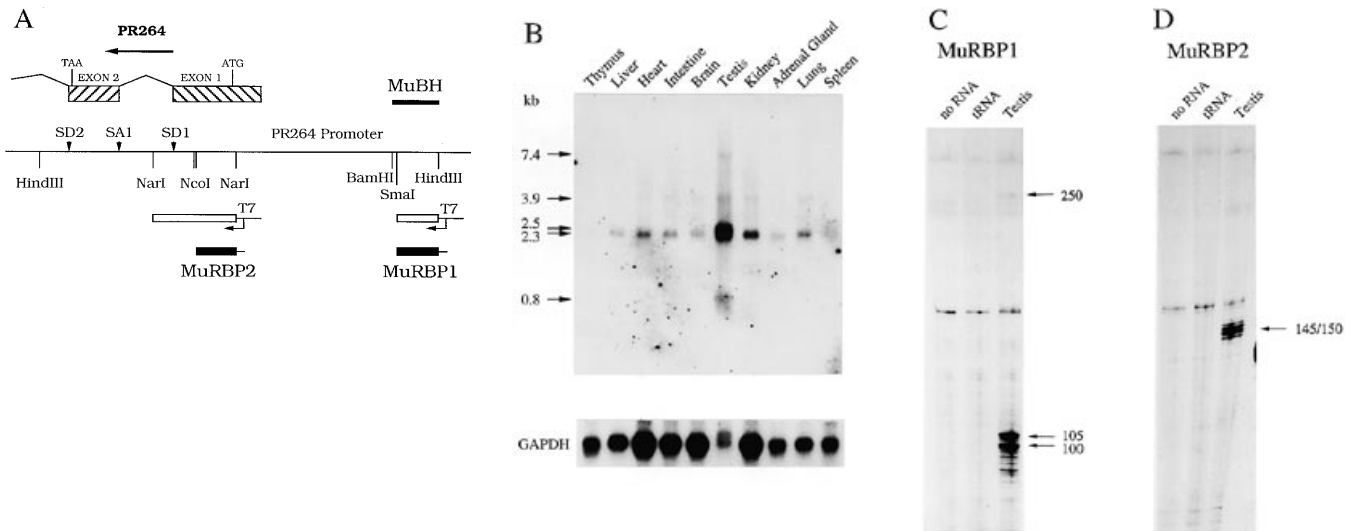 A
PR264
TAA
EXON 2
EXON 1
ATG
MuBH
SD2
SA1
SD1
PR264 Promoter
HindIII
NarI
NcoI
NarI
BamHI
SmaI
HindIII
T7
T7
MuRBP2
MuRBP1
B
Thymus
Liver
Heart
Intestine
Brain
Testis
Kidney
Adrenal Gland
Lung
Spleen
kb
7.4
3.9
2.5
2.3
0.8
GAPDH
C
MuRBP1
no RNA
tRNA
Testis
250
105
100
D
MuRBP2
no RNA
tRNA
Testis
145/150